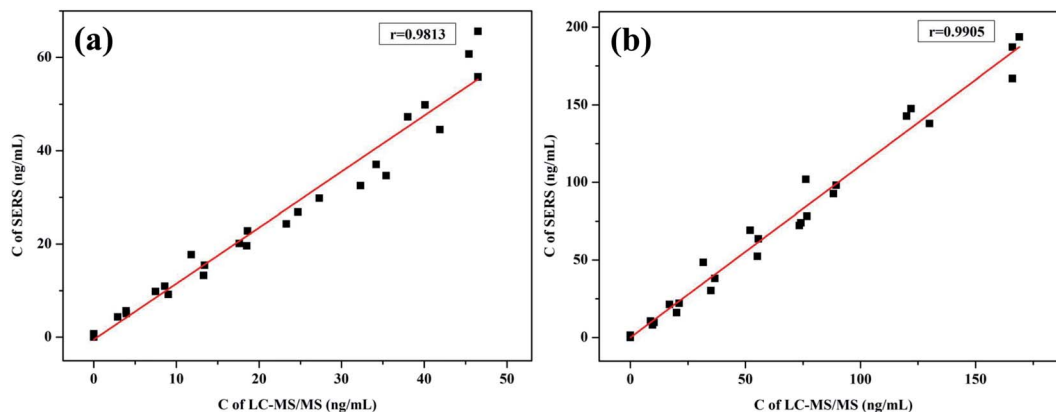 (a)
r=0.9813
60
40
20
0
C of SERS (ng/mL)
0 10 20 30 40 50
C of LC-MS/MS (ng/mL)
(b)
r=0.9905
200
150
100
50
0
C of SERS (ng/mL)
0 50 100 150
C of LC-MS/MS (ng/mL)